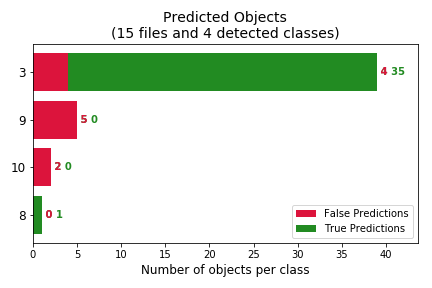 Predicted Objects
(15 files and 4 detected classes)
3
4 35
9
5 0
10
2 0
8
0 1
False Predictions
True Predictions
0 5 10 15 20 25 30 35 40
Number of objects per class